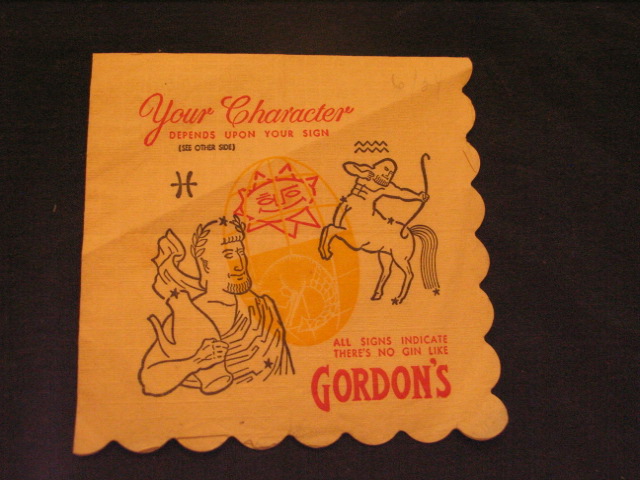 Your Character
DEPENDS UPON YOUR SIGN
(SEE OTHER SIDE)
ALL SIGNS INDICATE
THERE'S NO GIN LIKE
GORDON'S